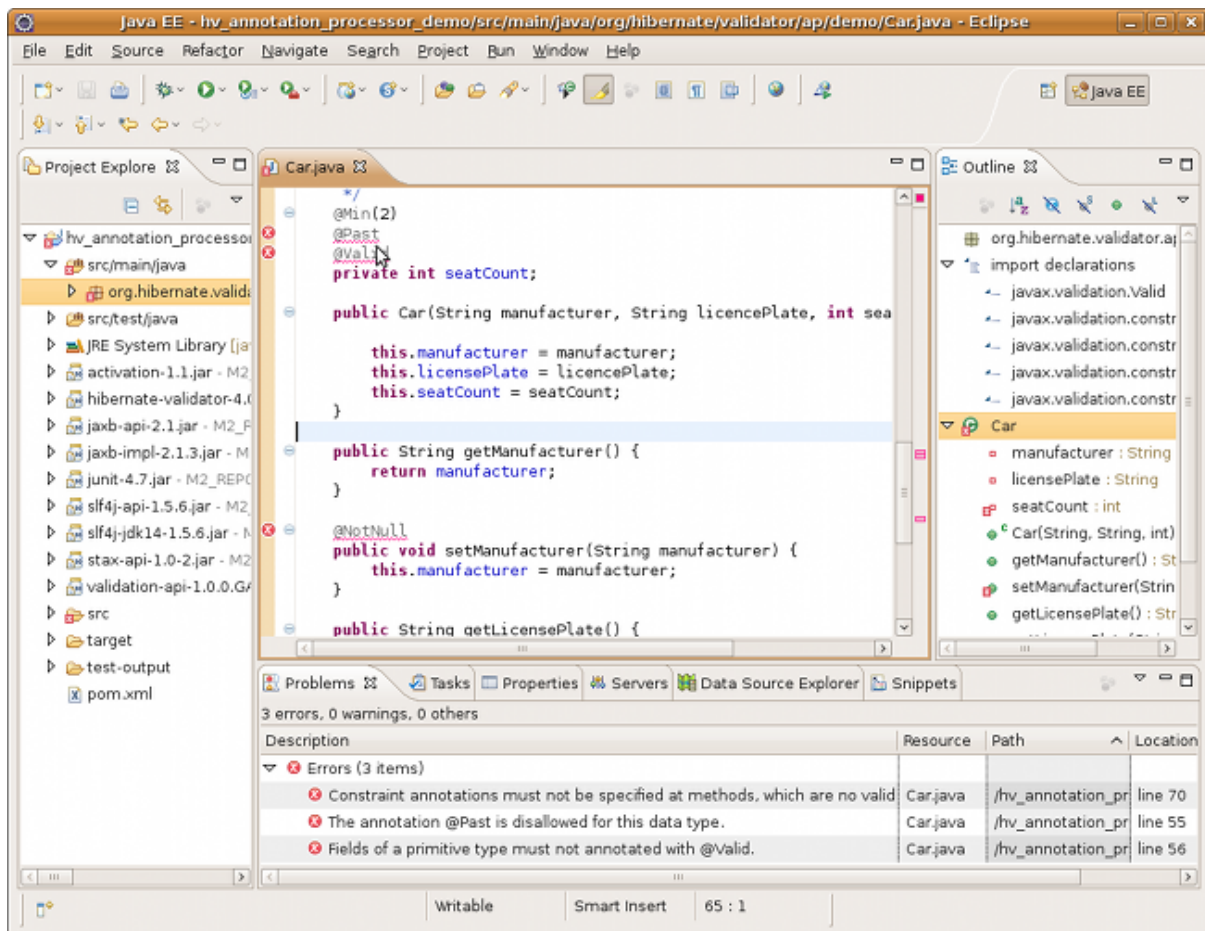 Java EE - hv_annotation_processor_demo/src/main/java/org/hibernate/validator/ap/demo/Car.java - Eclipse
File Edit Source Refactor Navigate Search Project Run Window Help
Java EE
Project Explore
hv_annotation_processor
src/main/java
org.hibernate.valida
src/test/java
JRE System Library [ja
activation-1.1.jar - M2_
hibernate-validator-4.0
jaxb-api-2.1.jar - M2_R
jaxb-impl-2.1.3.jar - M
junit-4.7.jar - M2_REPO
slf4j-api-1.5.6.jar - M2_
slf4j-jdk14-1.5.6.jar - M
stax-api-1.0-2.jar - M2
validation-api-1.0.0.GA
src
target
test-output
pom.xml
Car.java
*/
@Min(2)
@Past
@Valid
private int seatCount;
public Car(String manufacturer, String licencePlate, int sea
this.manufacturer = manufacturer;
this.licensePlate = licencePlate;
this.seatCount = seatCount;
}
public String getManufacturer() {
return manufacturer;
}
@NotNull
public void setManufacturer(String manufacturer) {
this.manufacturer = manufacturer;
}
public String getLicensePlate() {
Outline
org.hibernate.validator.ap
import declarations
javax.validation.Valid
javax.validation.constr
javax.validation.constr
javax.validation.constr
javax.validation.constr
Car
manufacturer : String
licensePlate : String
seatCount : int
Car(String, String, int)
getManufacturer() : St
setManufacturer(Strin
getLicensePlate() : Str
Problems Tasks Properties Servers Data Source Explorer Snippets
3 errors, 0 warnings, 0 others
Description Resource Path Location
Errors (3 items)
Constraint annotations must not be specified at methods, which are no valid Car.java /hv_annotation_pr line 70
The annotation @Past is disallowed for this data type. Car.java /hv_annotation_pr line 55
Fields of a primitive type must not annotated with @Valid. Car.java /hv_annotation_pr line 56
Writable Smart Insert 65 : 1